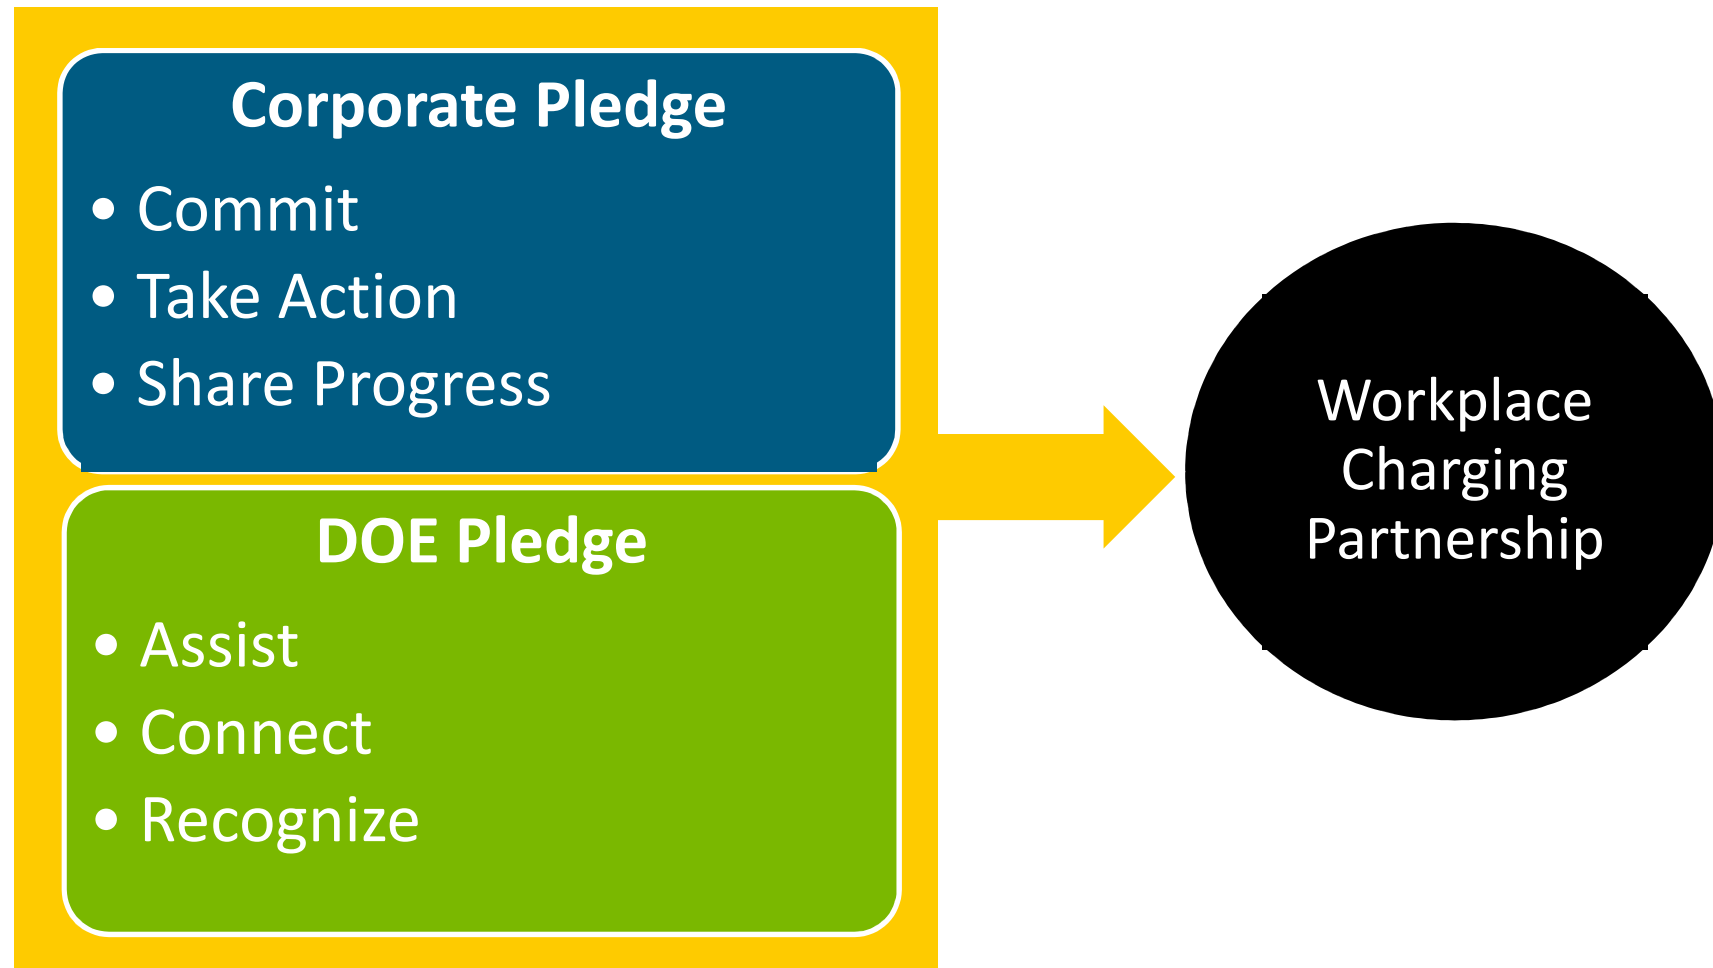 Corporate Pledge
• Commit
• Take Action
• Share Progress
DOE Pledge
• Assist
• Connect
• Recognize
Workplace
Charging
Partnership